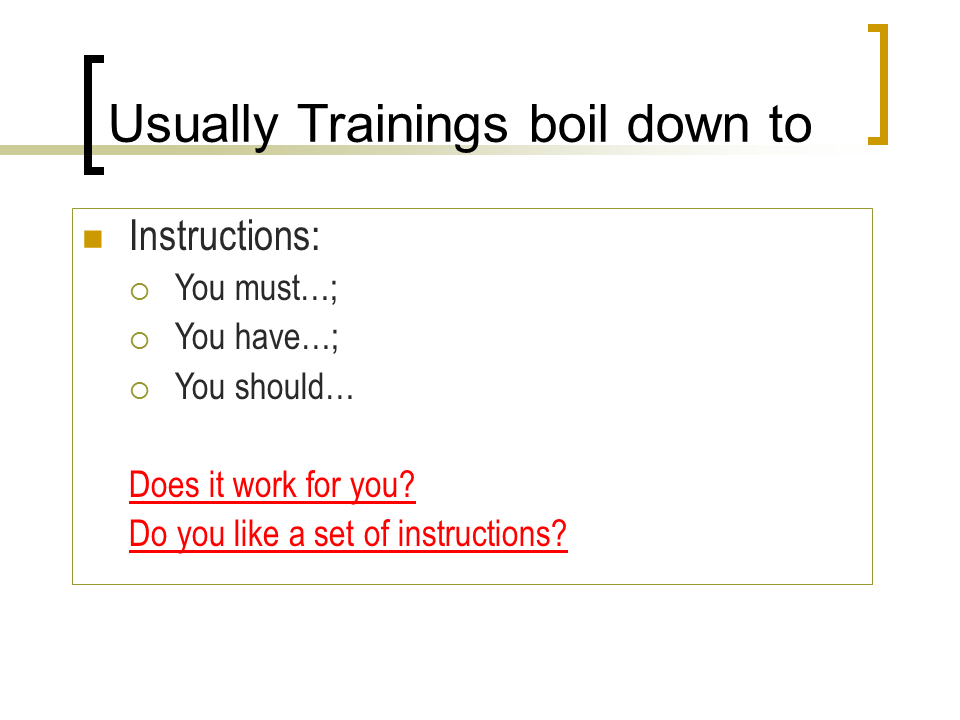 Usually Trainings boil down to
Instructions:
You must…;
You have…;
You should…
Does it work for you?
Do you like a set of instructions?